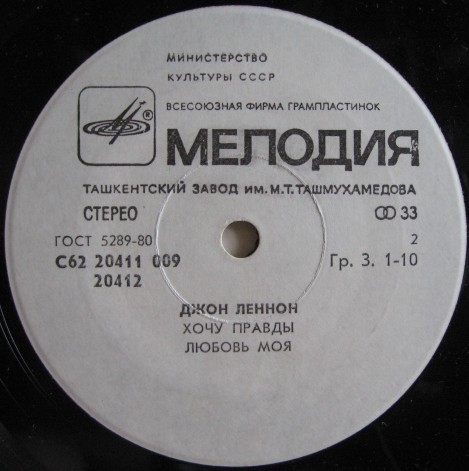 МИНИСТЕРСТВО
КУЛЬТУРЫ СССР
ВСЕСОЮЗНАЯ ФИРМА ГРАМПЛАСТИНОК
®
МЕЛОДИЯ
ТАШКЕНТСКИЙ ЗАВОД ИМ. М.Т. ТАШМУХАМЕДОВА
СТЕРЕО 33
ГОСТ 5289-80 2
С62 20411 009 Гр. 3. 1-10
20412
ДЖОН ЛЕННОН
ХОЧУ ПРАВДЫ
ЛЮБОВЬ МОЯ